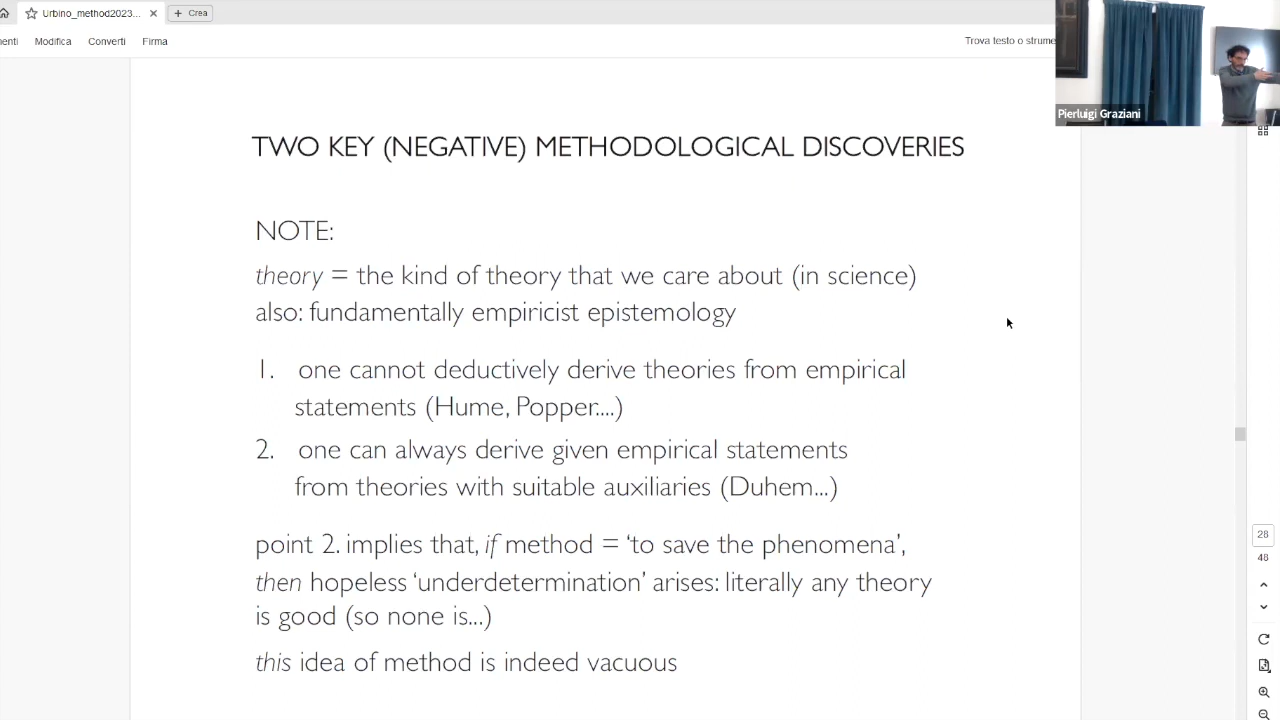 Urbino_method2023...
Crea
enti Modifica Converti Firma
Trova testo o strume
Pierluigi Graziani
TWO KEY (NEGATIVE) METHODOLOGICAL DISCOVERIES
NOTE:
theory = the kind of theory that we care about (in science)
also: fundamentally empiricist epistemology
1. one cannot deductively derive theories from empirical
statements (Hume, Popper....)
2. one can always derive given empirical statements
from theories with suitable auxiliaries (Duhem...)
point 2. implies that, if method = ‘to save the phenomena’,
then hopeless ‘underdetermination’ arises: literally any theory
is good (so none is...)
this idea of method is indeed vacuous
28
48